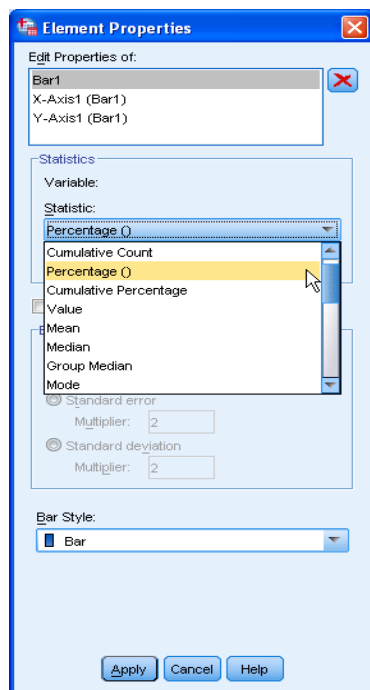 Element Properties
Edit Properties of:
Bar1
X-Axis1 (Bar1)
Y-Axis1 (Bar1)
Statistics
Variable:
Statistic:
Percentage ()
Cumulative Count
Percentage ()
Cumulative Percentage
Value
Mean
Median
Group Median
Mode
Standard error
Multiplier: 2
Standard deviation
Multiplier: 2
Bar Style:
Bar
Apply Cancel Help